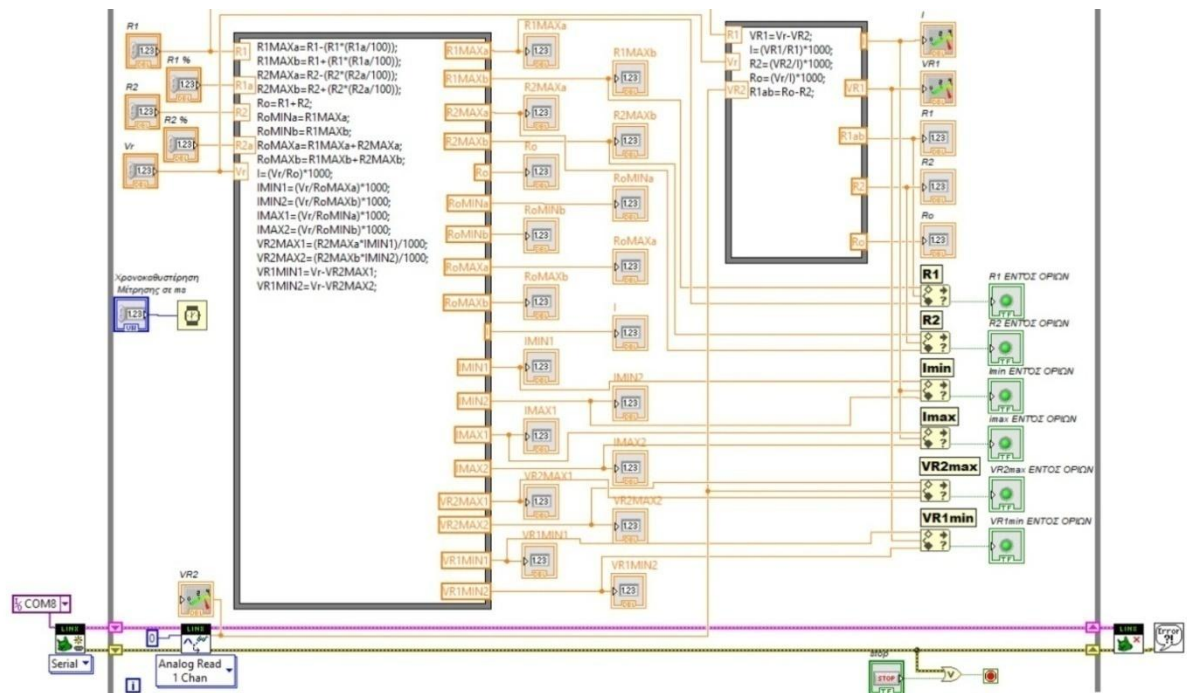 R1
R1 %
R2
R2 %
Vr
R1
R1a
R2
R2a
Vr
R1MAXa=R1-(R1*(R1a/100));
R1MAXb=R1+(R1*(R1a/100));
R2MAXa=R2-(R2*(R2a/100));
R2MAXb=R2+(R2*(R2a/100));
Ro=R1+R2;
RoMINa=R1MAXa;
RoMINb=R1MAXb;
RoMAXa=R1MAXa+R2MAXa;
RoMAXb=R1MAXb+R2MAXb;
I=(Vr/Ro)*1000;
IMIN1=(Vr/RoMAXa)*1000;
IMIN2=(Vr/RoMAXb)*1000;
IMAX1=(Vr/RoMINa)*1000;
IMAX2=(Vr/RoMINb)*1000;
VR2MAX1=(R2MAXa*IMIN1)/1000;
VR2MAX2=(R2MAXb*IMIN2)/1000;
VR1MIN1=Vr-VR2MAX1;
VR1MIN2=Vr-VR2MAX2;
R1MAXa
R1MAXb
R2MAXa
R2MAXb
Ro
RoMINa
RoMINb
RoMAXa
RoMAXb
IMIN1
IMIN2
IMAX1
IMAX2
VR2MAX1
VR2MAX2
VR1MIN1
VR1MIN2
R1MAXa
R1MAXb
R2MAXa
R2MAXb
Ro
RoMINa
RoMINb
RoMAXa
RoMAXb
I
IMIN1
IMIN2
IMAX1
IMAX2
VR2MAX1
VR2MAX2
VR1MIN1
VR1MIN2
R1
Vr
VR2
VR1=Vr-VR2;
I=(VR1/R1)*1000;
R2=(VR2/I)*1000;
Ro=(Vr/I)*1000;
R1ab=Ro-R2;
VR1
R1ab
R2
Ro
I
VR1
R1
R2
Ro
R1
R1 ΕΝΤΟΣ ΟΡΙΩΝ
R2
R2 ΕΝΤΟΣ ΟΡΙΩΝ
Imin
Imin ΕΝΤΟΣ ΟΡΙΩΝ
Imax
imax ΕΝΤΟΣ ΟΡΙΩΝ
VR2max
VR2max ΕΝΤΟΣ ΟΡΙΩΝ
VR1min
VR1min ΕΝΤΟΣ ΟΡΙΩΝ
Χρονοκαθυστέρηση
Μέτρησης σε ms
1.23
VR2
COM8
LINX
Serial
0
LINX
Analog Read
1 Chan
i
stop
STOP
TF
V
LINX
Error
?!